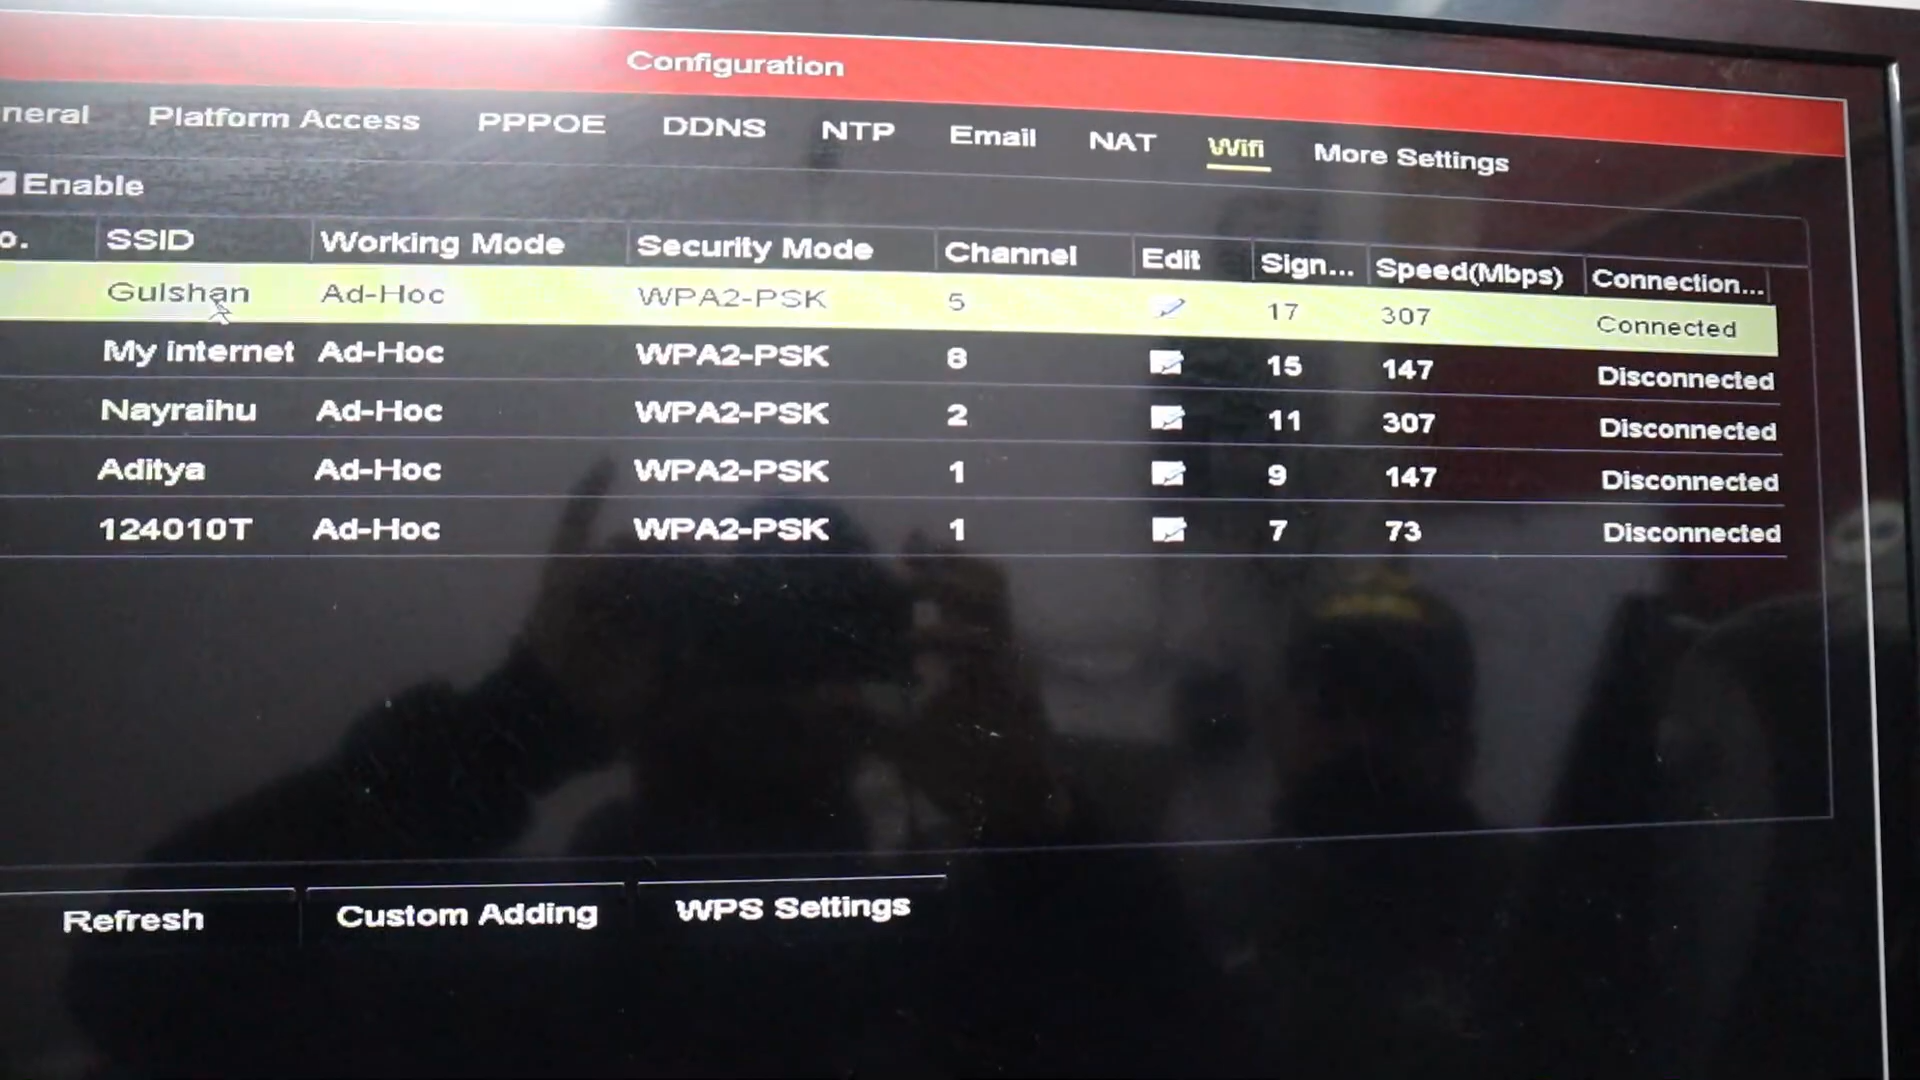 Configuration
neral Platform Access PPPOE DDNS NTP Email NAT Wifi More Settings
Enable
o. SSID Working Mode Security Mode Channel Edit Sign... Speed(Mbps) Connection...
Gulshan Ad-Hoc WPA2-PSK 5 17 307 Connected
My internet Ad-Hoc WPA2-PSK 8 15 147 Disconnected
Nayraihu Ad-Hoc WPA2-PSK 2 11 307 Disconnected
Aditya Ad-Hoc WPA2-PSK 1 9 147 Disconnected
124010T Ad-Hoc WPA2-PSK 1 7 73 Disconnected
Refresh Custom Adding WPS Settings